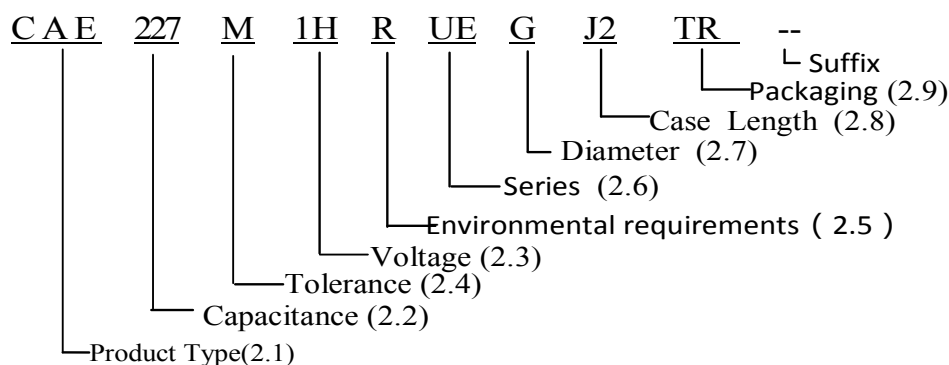 CAE 227 M 1H R UE G J2 TR --
Suffix
Packaging (2.9)
Case Length (2.8)
Diameter (2.7)
Series (2.6)
Environmental requirements ( 2.5 )
Voltage (2.3)
Tolerance (2.4)
Capacitance (2.2)
Product Type(2.1)